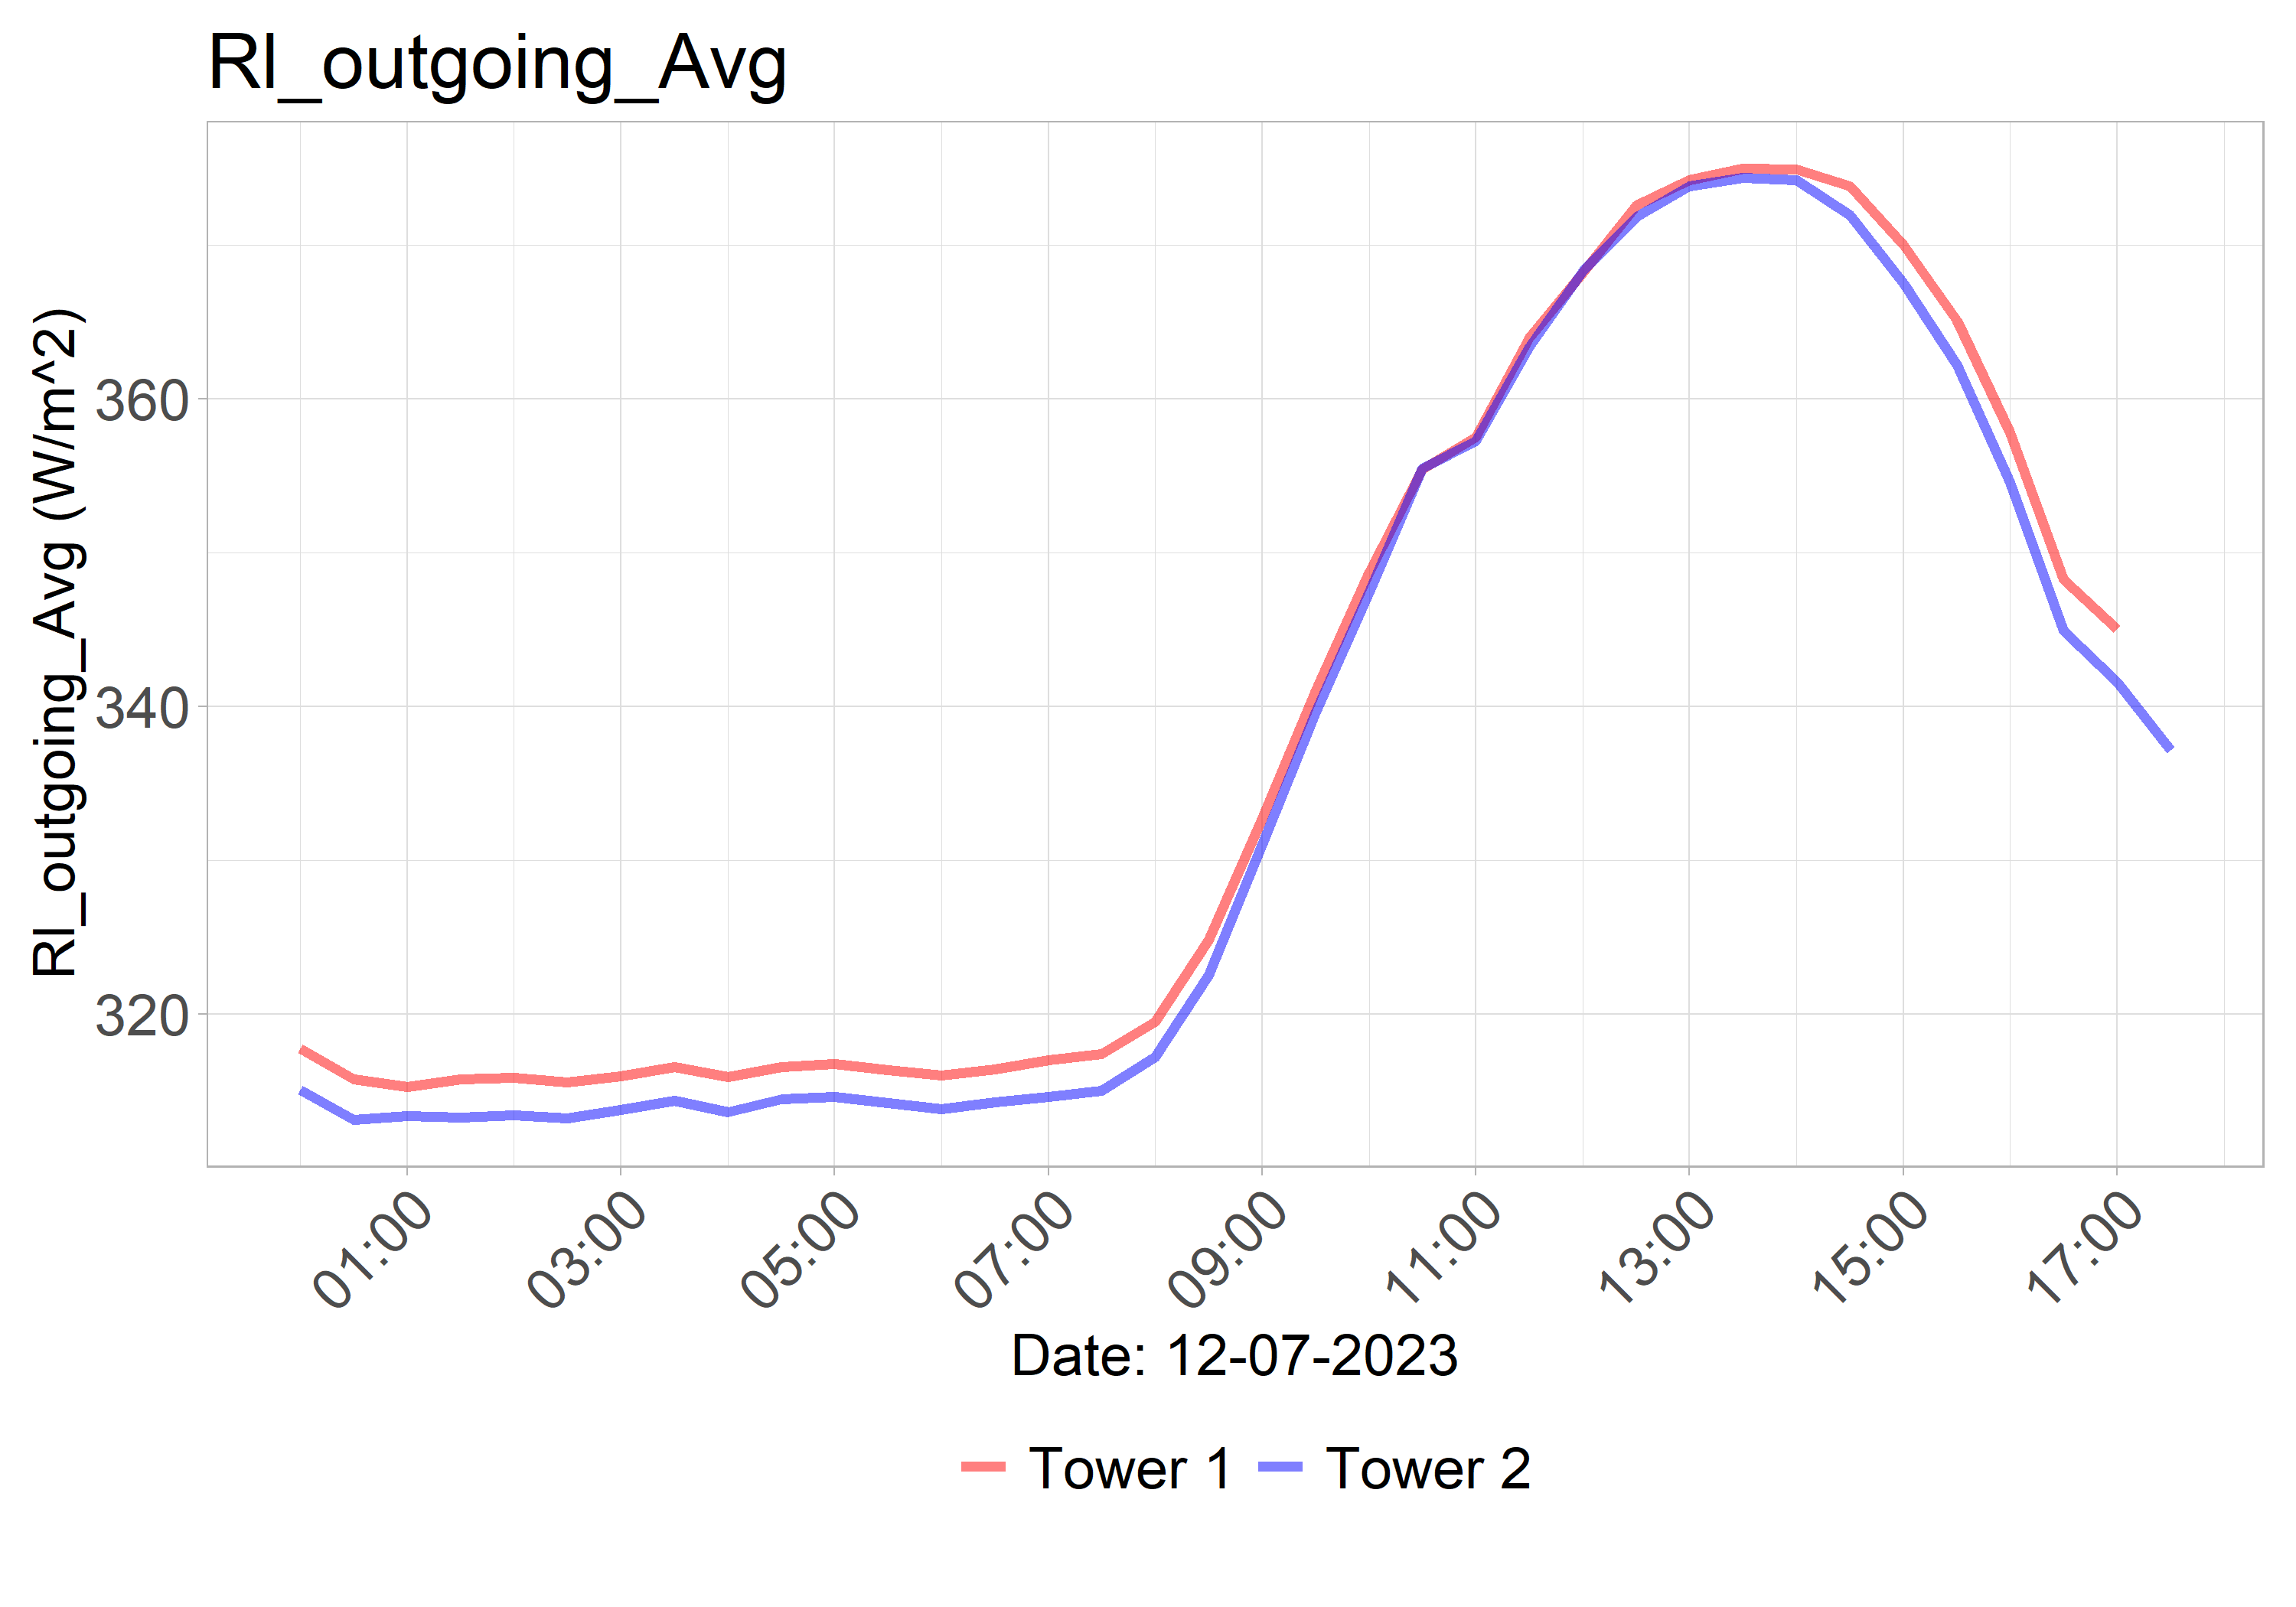 Rl_outgoing_Avg
Rl_outgoing_Avg (W/m^2)
360
340
320
01:00 03:00 05:00 07:00 09:00 11:00 13:00 15:00 17:00
Date: 12-07-2023
Tower 1 Tower 2